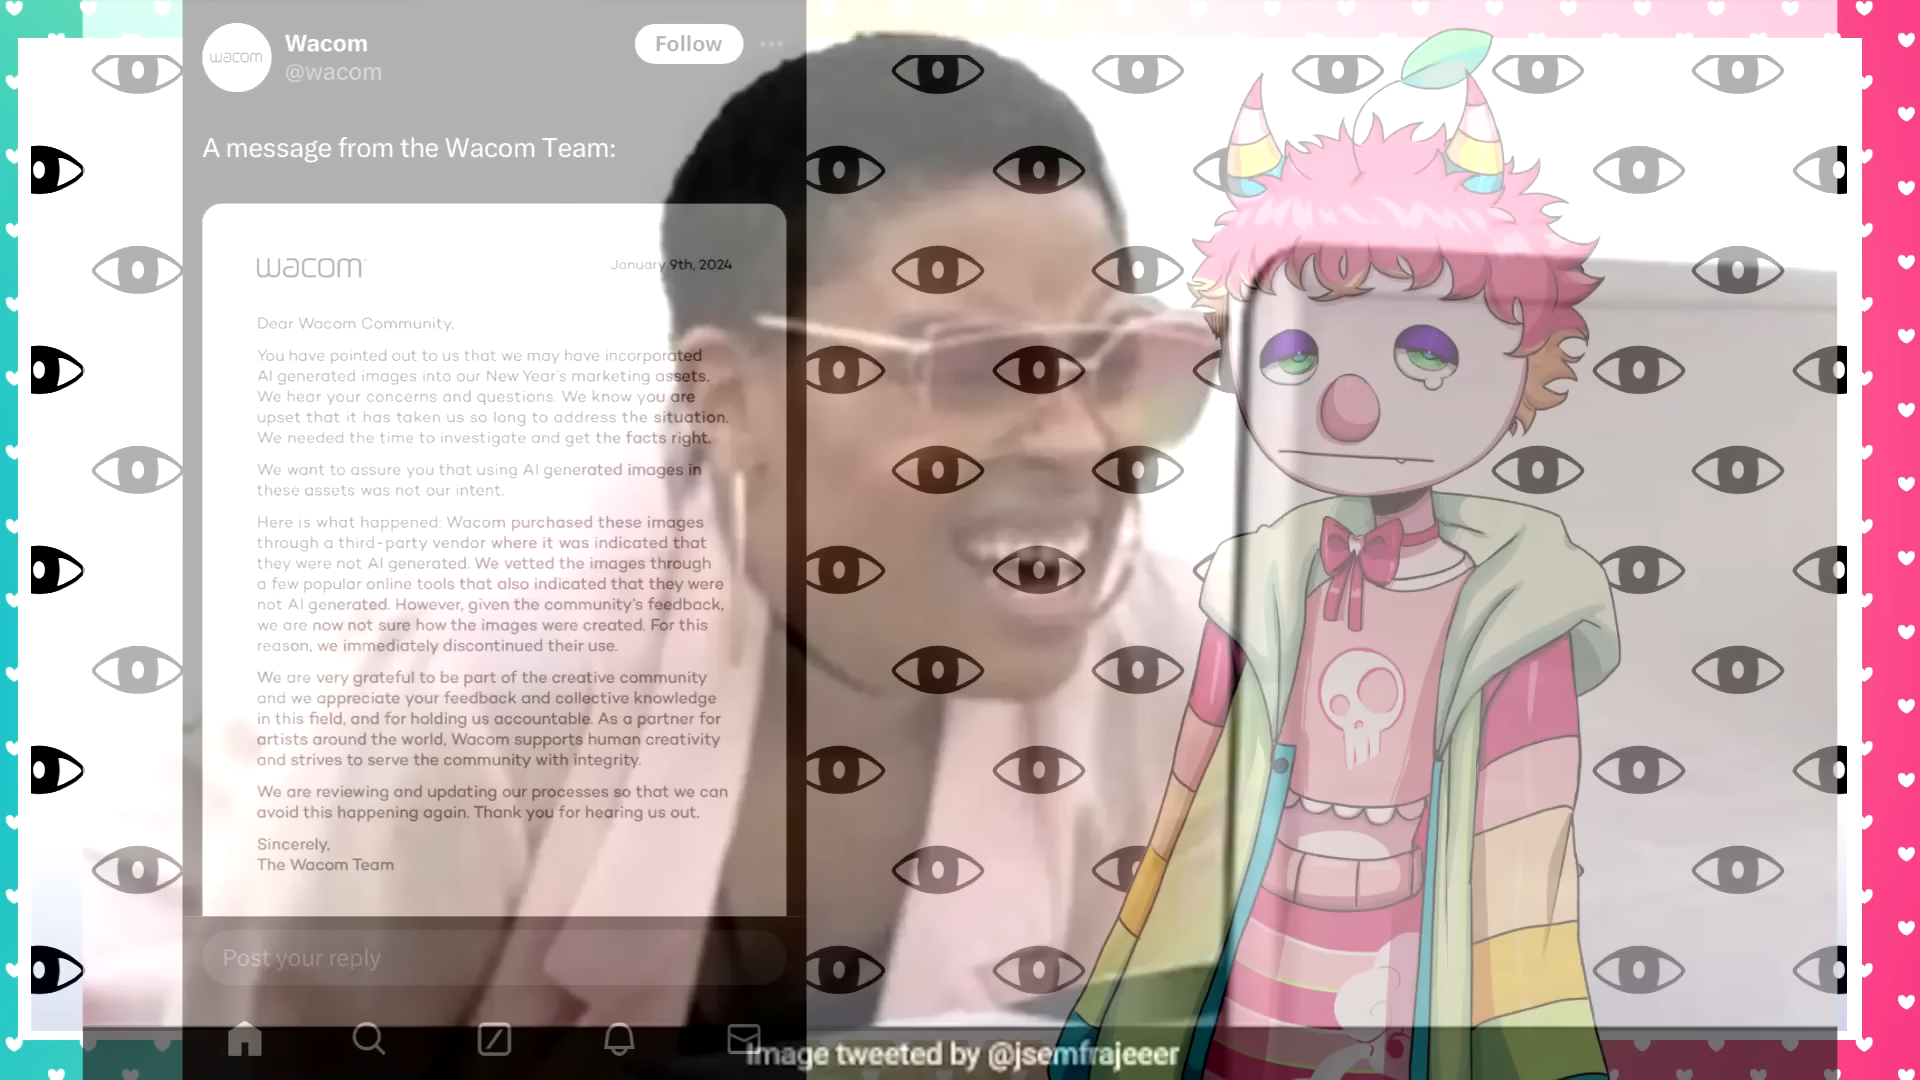 Wacom
Follow
wacom
@wacom
A message from the Wacom Team:
wacom
January 9th, 2024
Dear Wacom Community,
You have pointed out to us that we may have incorporated
AI generated images into our New Year's marketing assets.
We hear your concerns and questions. We know you are
upset that it has taken us so long to address the situation.
We needed the time to investigate and get the facts right.
We want to assure you that using AI generated images in
these assets was not our intent.
Here is what happened: Wacom purchased these images
through a third-party vendor where it was indicated that
they were not AI generated. We vetted the images through
a few popular online tools that also indicated that they were
not AI generated. However, given the community's feedback,
we are now not sure how the images were created. For this
reason, we immediately discontinued their use.
We are very grateful to be part of the creative community
and we appreciate your feedback and collective knowledge
in this field, and for holding us accountable. As a partner for
artists around the world, Wacom supports human creativity
and strives to serve the community with integrity.
We are reviewing and updating our processes so that we can
avoid this happening again. Thank you for hearing us out.
Sincerely,
The Wacom Team
Post your reply
Image tweeted by @jsemfrajeeer